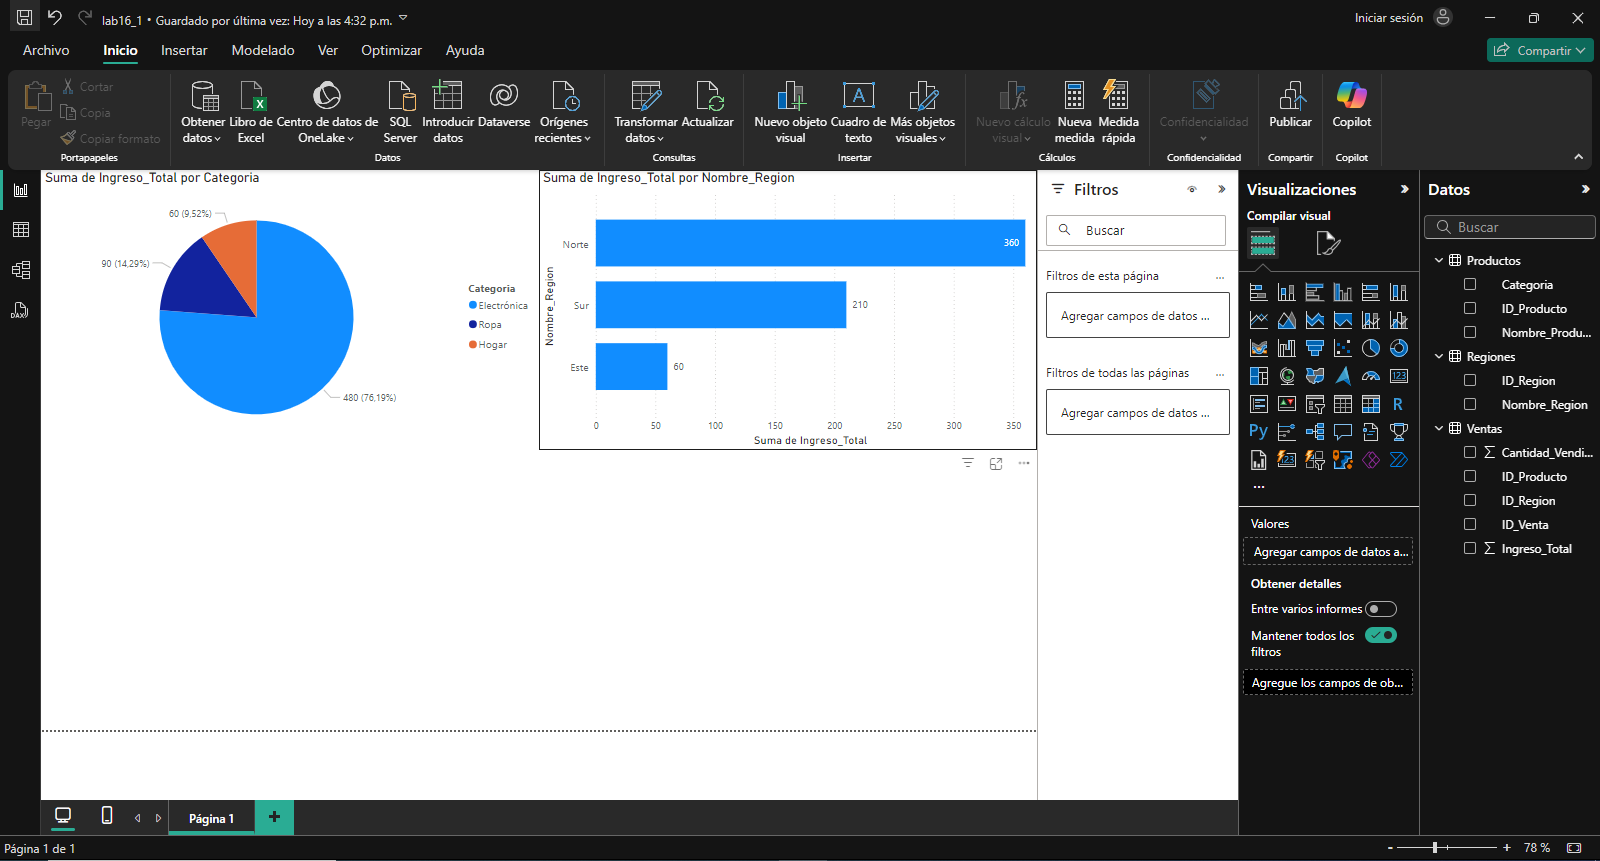 lab16_1 • Guardado por última vez: Hoy a las 4:32 p.m.
Iniciar sesión
Archivo Inicio Insertar Modelado Ver Optimizar Ayuda
Compartir
Pegar
Cortar
Copia
Copiar formato
Portapapeles
Obtener datos
Libro de Excel
Centro de datos de OneLake
SQL Server
Introducir datos
Dataverse
Orígenes recientes
Datos
Transformar datos
Actualizar
Consultas
Nuevo objeto visual
Cuadro de texto
Más objetos visuales
Insertar
Nuevo cálculo visual
Nueva medida
Medida rápida
Cálculos
Confidencialidad
Confidencialidad
Publicar
Compartir
Copilot
Copilot
Suma de Ingreso_Total por Categoria
60 (9,52%)
90 (14,29%)
480 (76,19%)
Categoria
Electrónica
Ropa
Hogar
Suma de Ingreso_Total por Nombre_Region
Nombre_Region
Norte 360
Sur 210
Este 60
0 50 100 150 200 250 300 350
Suma de Ingreso_Total
Filtros
Buscar
Filtros de esta página ...
Agregar campos de datos ...
Filtros de todas las páginas ...
Agregar campos de datos ...
Visualizaciones
Compilar visual
123
R
Py
123
...
Valores
Agregar campos de datos a...
Obtener detalles
Entre varios informes
Mantener todos los
filtros
Agregue los campos de ob...
Datos
Buscar
Productos
Categoria
ID_Producto
Nombre_Produ...
Regiones
ID_Region
Nombre_Region
Ventas
Σ Cantidad_Vendi...
ID_Producto
ID_Region
ID_Venta
Σ Ingreso_Total
DAX
Página 1
+
Página 1 de 1
- + 78 %